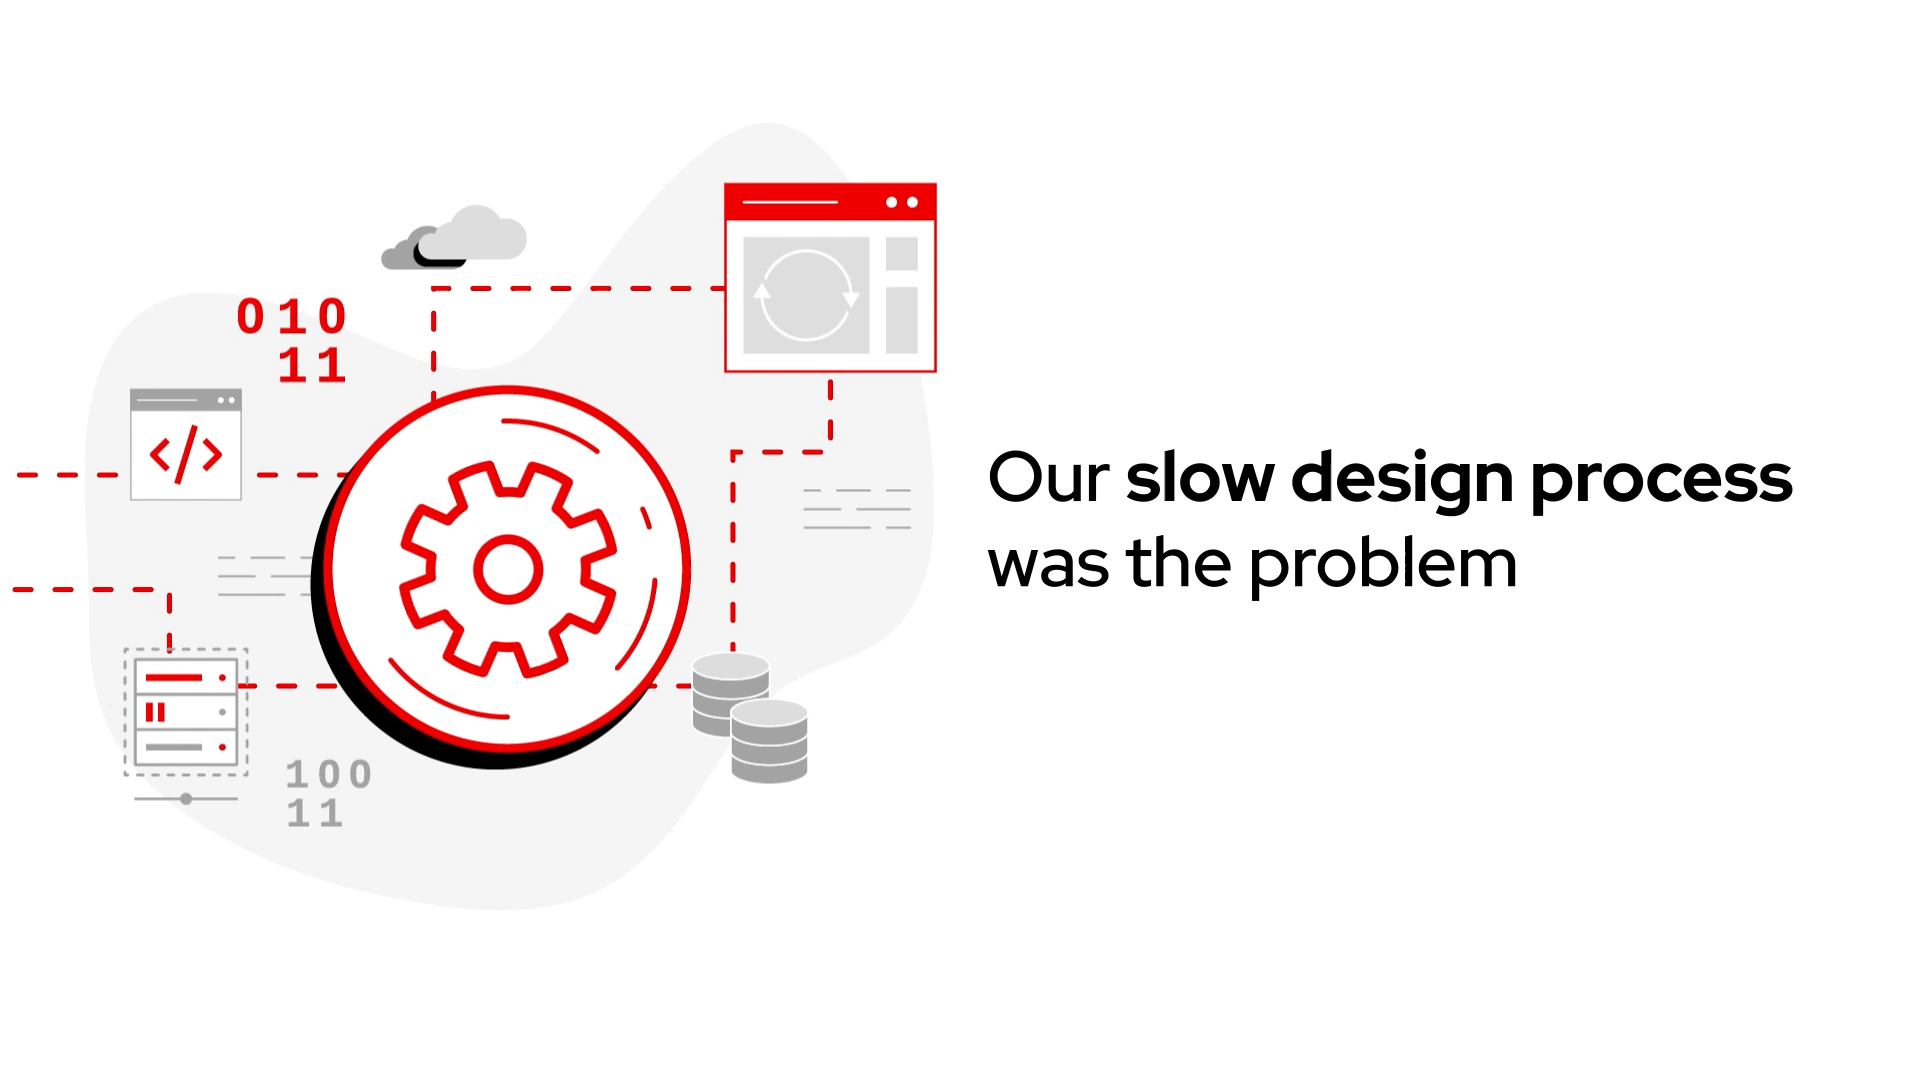 010
11
</>
100
11
Our slow design process
was the problem